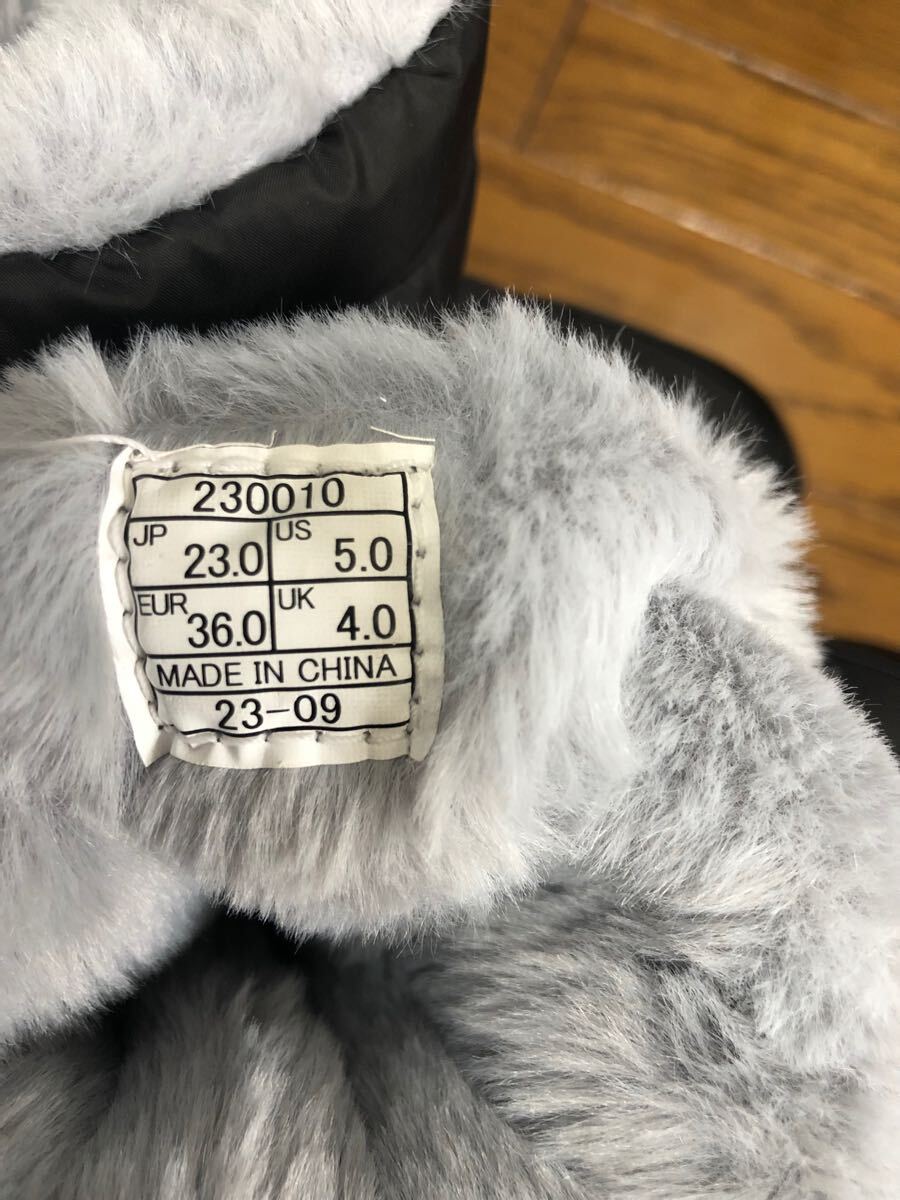 230010
JP 23.0 US 5.0
EUR 36.0 UK 4.0
MADE IN CHINA
23-09